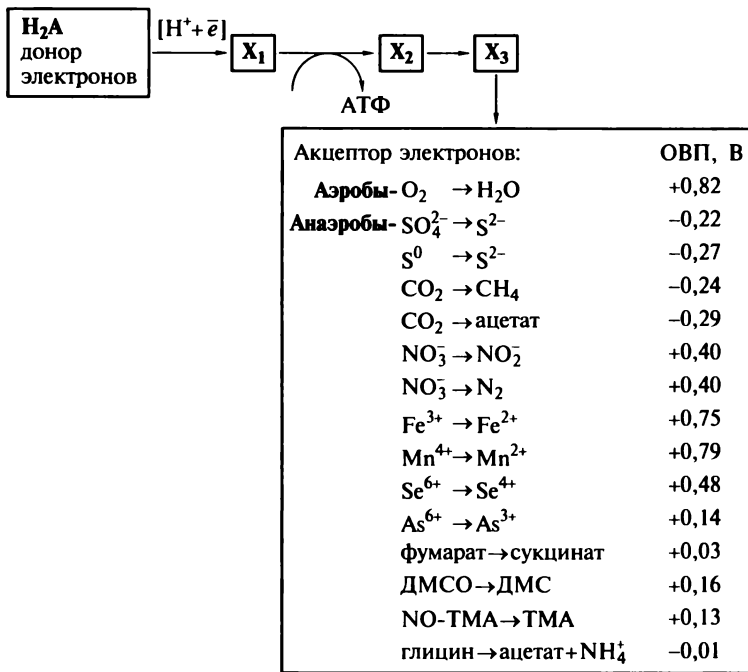 H₂A
донор
электронов
[H⁺+ e̅]
X₁
X₂
X₃
АТФ
Акцептор электронов: ОВП, В
Аэробы- O₂ → H₂O +0,82
Анаэробы- SO₄²⁻ → S²⁻ –0,22
S⁰ → S²⁻ –0,27
CO₂ → CH₄ –0,24
CO₂ → ацетат –0,29
NO₃⁻ → NO₂⁻ +0,40
NO₃⁻ → N₂ +0,40
Fe³⁺ → Fe²⁺ +0,75
Mn⁴⁺ → Mn²⁺ +0,79
Se⁶⁺ → Se⁴⁺ +0,48
As⁶⁺ → As³⁺ +0,14
фумарат → сукцинат +0,03
ДМСО → ДМС +0,16
NO-ТМА → ТМА +0,13
глицин → ацетат + NH₄⁺ –0,01